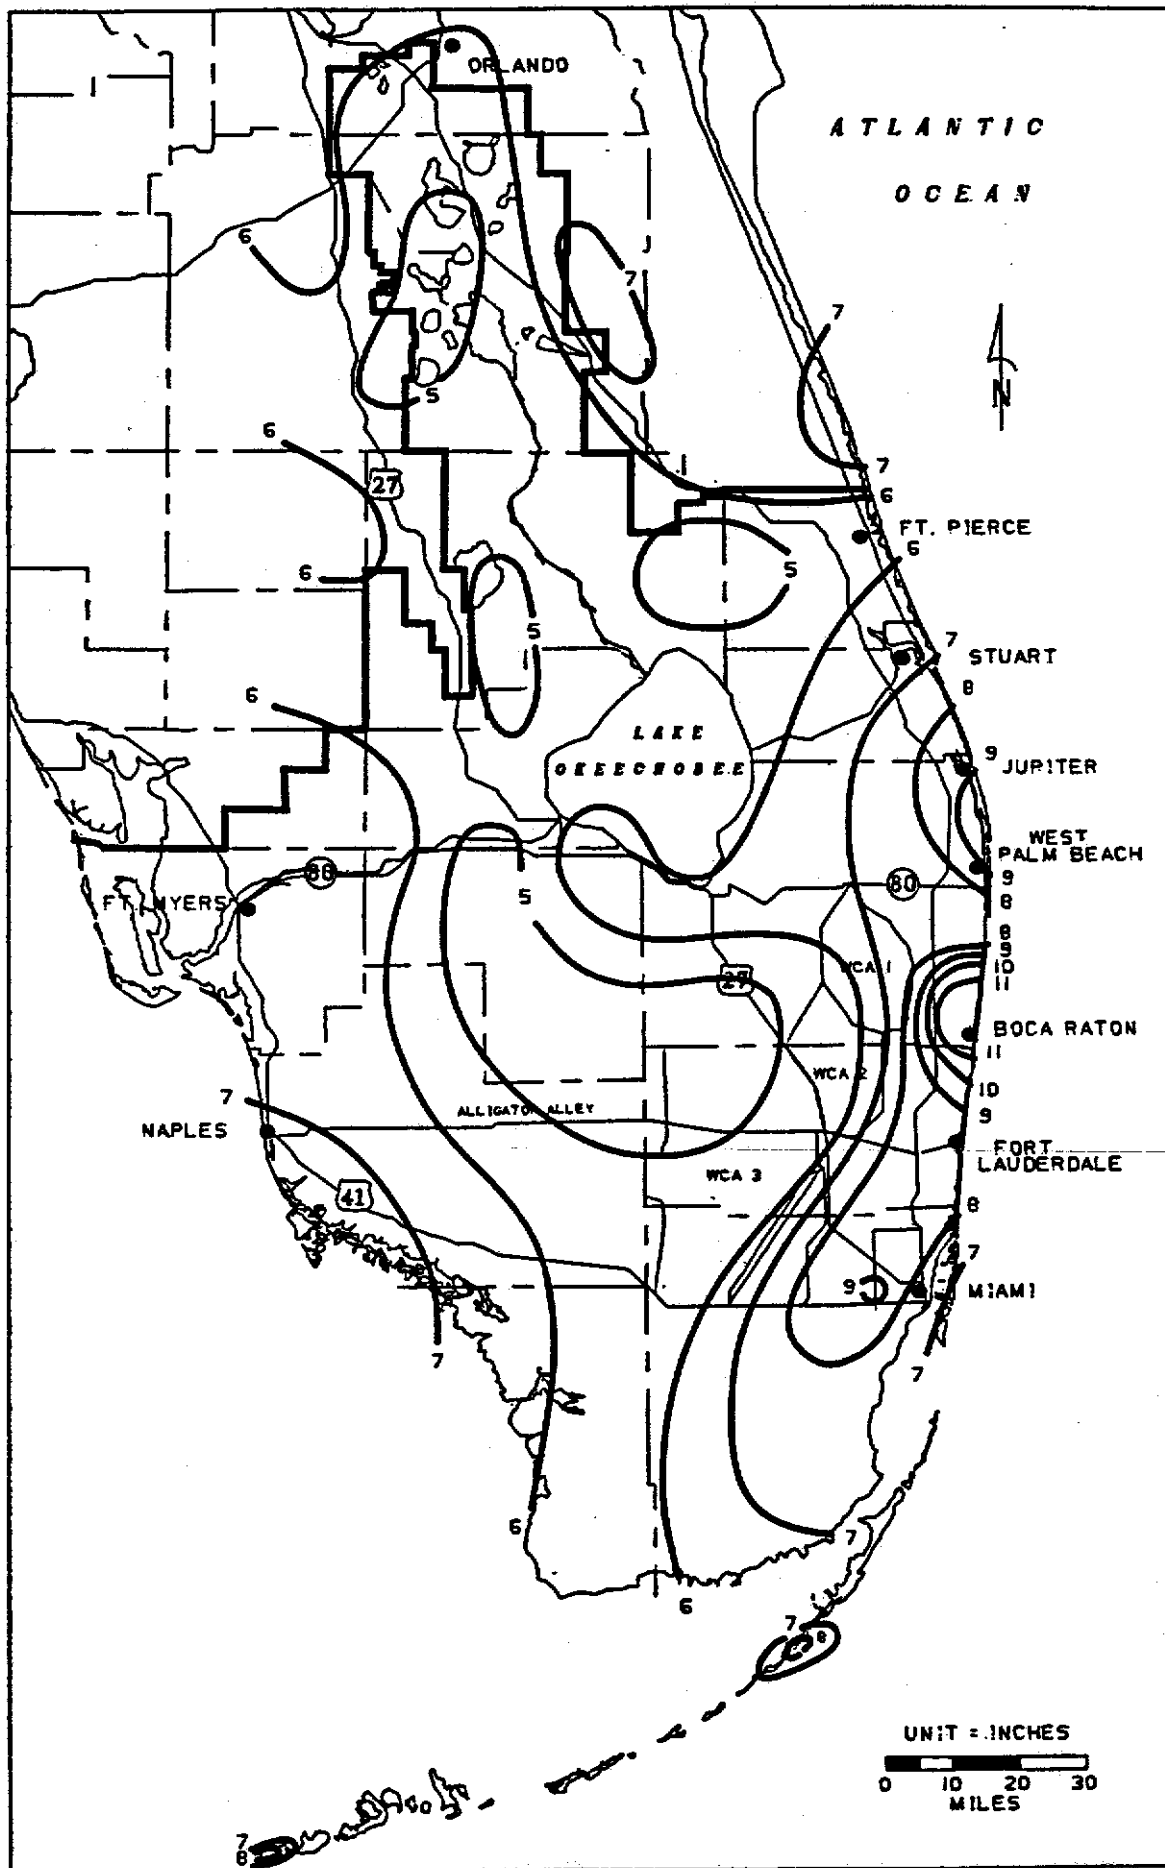 ORLANDO
ATLANTIC
OCEAN
6
7
7
N
5
6
27
7
6
FT. PIERCE
6
5
6
5
7
STUART
6
8
LAKE
OKEECHOBEE
9
JUPITER
WEST
PALM BEACH
80
80
9
FT. MYERS
5
8
8
9
WCA 1
10
27
11
BOCA RATON
11
WCA 2
10
7
ALLIGATOR ALLEY
9
NAPLES
FORT
LAUDERDALE
WCA 3
41
8
7
9
MIAMI
7
7
6
7
6
7
8
UNIT = INCHES
0 10 20 30
MILES
7
8